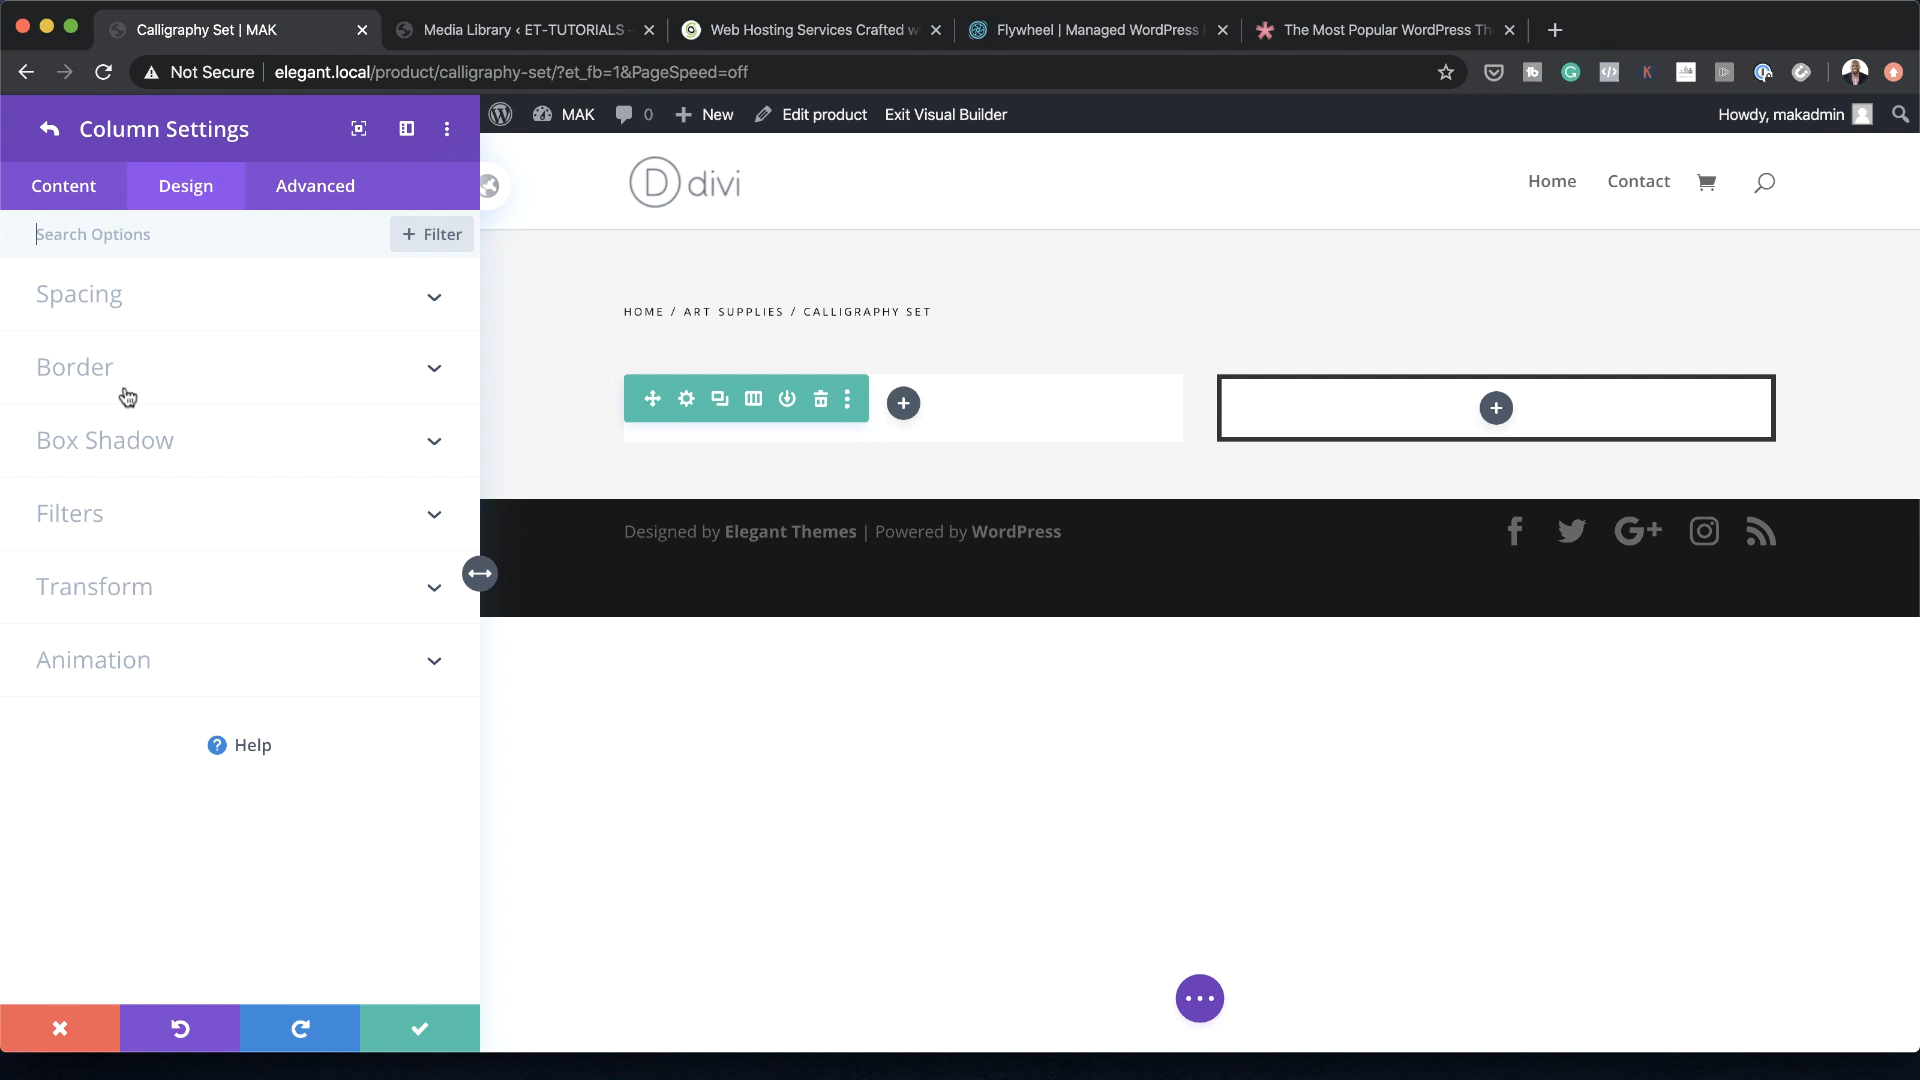 Calligraphy Set | MAK
Media Library ‹ ET-TUTORIALS -
Web Hosting Services Crafted w
Flywheel | Managed WordPress
The Most Popular WordPress Th
Not Secure
elegant.local/product/calligraphy-set/?et_fb=1&PageSpeed=off
Column Settings
MAK
0
New
Edit product
Exit Visual Builder
Howdy, makadmin
Content
Design
Advanced
D divi
Home
Contact
Search Options
+ Filter
Spacing
HOME / ART SUPPLIES / CALLIGRAPHY SET
Border
Box Shadow
Filters
Designed by Elegant Themes | Powered by WordPress
Transform
Animation
? Help